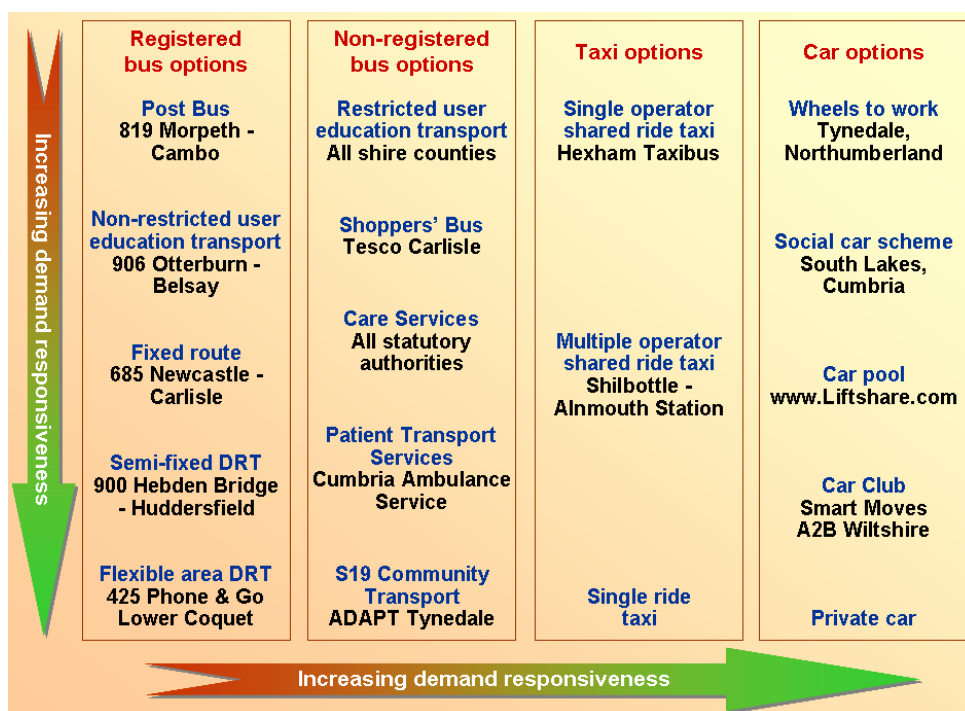 Increasing demand responsiveness
Registered
bus options
Post Bus
819 Morpeth -
Cambo
Non-restricted user
education transport
906 Otterburn -
Belsay
Fixed route
685 Newcastle -
Carlisle
Semi-fixed DRT
900 Hebden Bridge
- Huddersfield
Flexible area DRT
425 Phone & Go
Lower Coquet
Non-registered
bus options
Restricted user
education transport
All shire counties
Shoppers' Bus
Tesco Carlisle
Care Services
All statutory
authorities
Patient Transport
Services
Cumbria Ambulance
Service
S19 Community
Transport
ADAPT Tynedale
Taxi options
Single operator
shared ride taxi
Hexham Taxibus
Multiple operator
shared ride taxi
Shilbottle -
Alnmouth Station
Single ride
taxi
Car options
Wheels to work
Tynedale,
Northumberland
Social car scheme
South Lakes,
Cumbria
Car pool
www.Liftshare.com
Car Club
Smart Moves
A2B Wiltshire
Private car
Increasing demand responsiveness